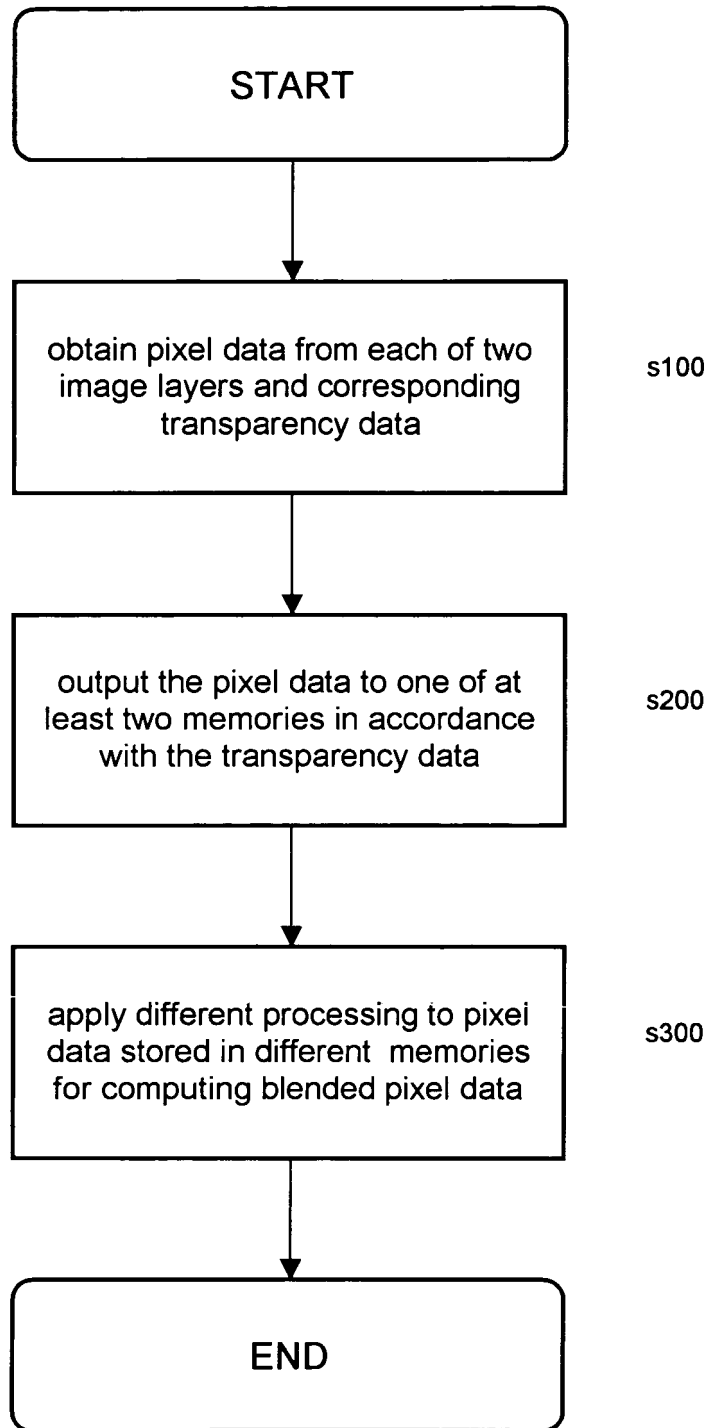 START
obtain pixel data from each of two
image layers and corresponding
transparency data
s100
output the pixel data to one of at
least two memories in accordance
with the transparency data
s200
apply different processing to pixel
data stored in different memories
for computing blended pixel data
s300
END